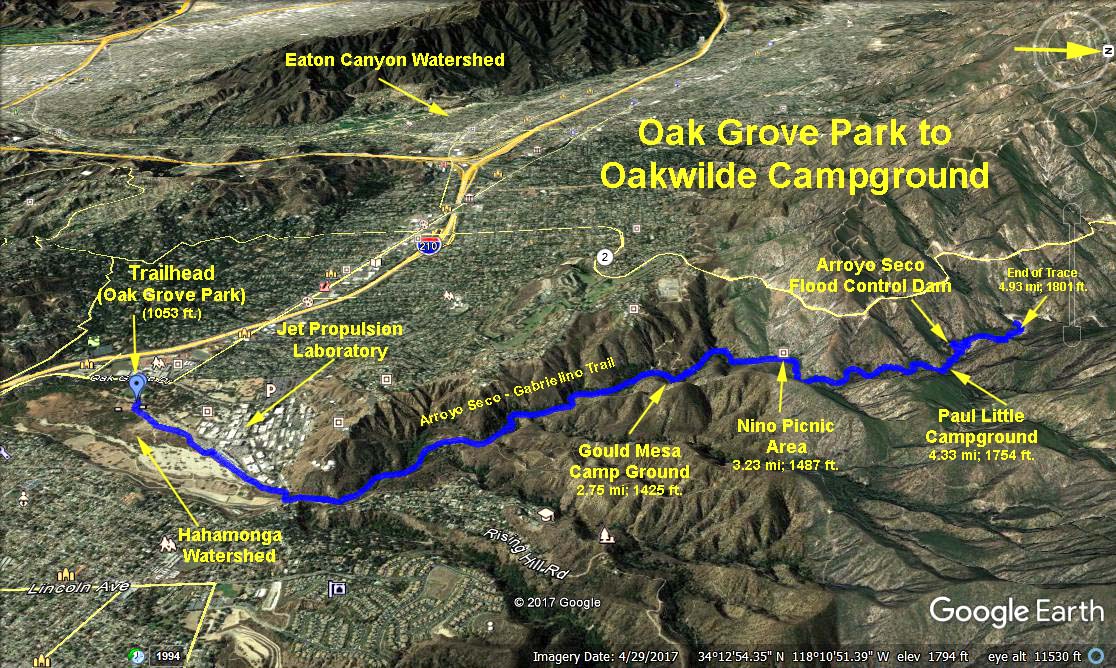 Eaton Canyon Watershed
N
Oak Grove Park to
Oakwilde Campground
210
2
Trailhead
(Oak Grove Park)
(1053 ft.)
Jet Propulsion
Laboratory
Arroyo Seco
Flood Control Dam
End of Trace
4.93 mi; 1801 ft.
P
Arroyo Seco - Gabrielino Trail
Gould Mesa
Camp Ground
2.75 mi; 1425 ft.
Nino Picnic
Area
3.23 mi; 1487 ft.
Paul Little
Campground
4.33 mi; 1754 ft.
Hahamonga
Watershed
Rising Hill Rd
Lincoln Ave
© 2017 Google
Google Earth
1994
Imagery Date: 4/29/2017 34°12'54.35" N 118°10'51.39" W elev 1794 ft eye alt 11530 ft